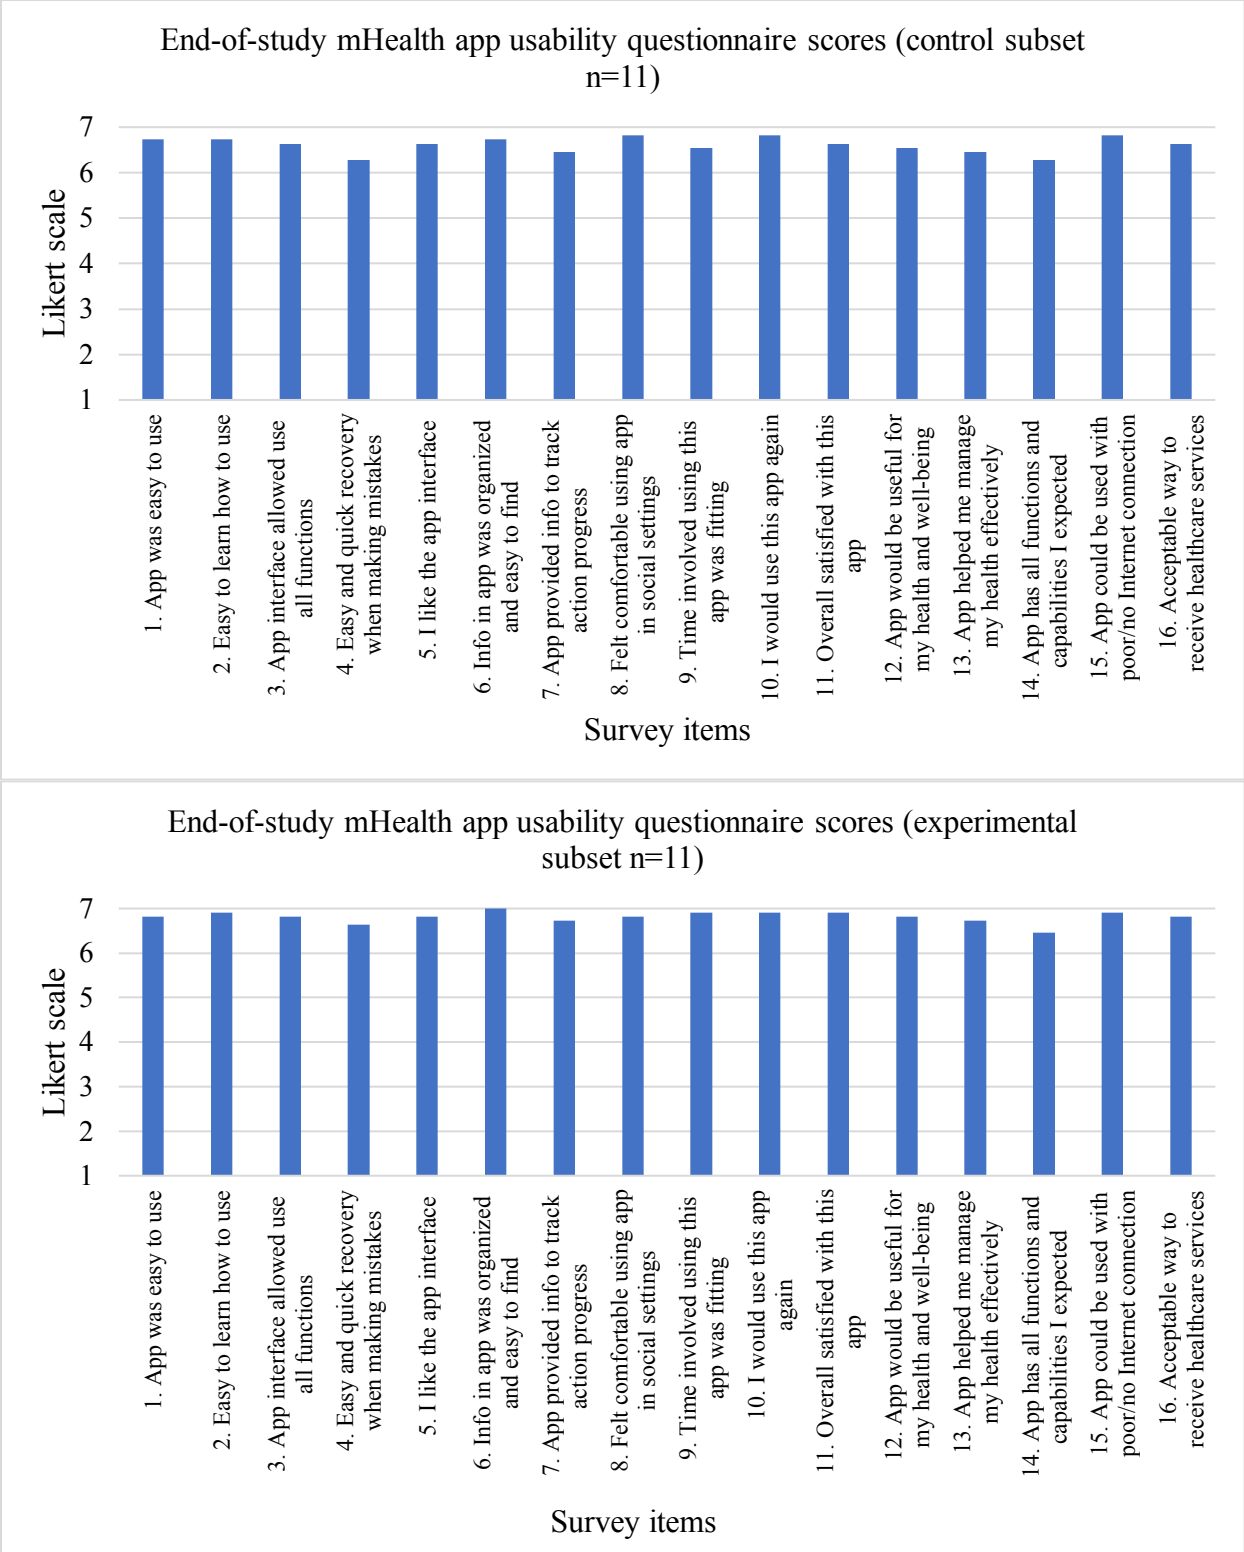 End-of-study mHealth app usability questionnaire scores (control subset
n=11)
7
6
5
4
3
2
1
Likert scale
1. App was easy to use
2. Easy to learn how to use
3. App interface allowed use
all functions
4. Easy and quick recovery
when making mistakes
5. I like the app interface
6. Info in app was organized
and easy to find
7. App provided info to track
action progress
8. Felt comfortable using app
in social settings
9. Time involved using this
app was fitting
10. I would use this app again
11. Overall satisfied with this
app
12. App would be useful for
my health and well-being
13. App helped me manage
my health effectively
14. App has all functions and
capabilities I expected
15. App could be used with
poor/no Internet connection
16. Acceptable way to
receive healthcare services
Survey items
End-of-study mHealth app usability questionnaire scores (experimental
subset n=11)
7
6
5
4
3
2
1
Likert scale
1. App was easy to use
2. Easy to learn how to use
3. App interface allowed use
all functions
4. Easy and quick recovery
when making mistakes
5. I like the app interface
6. Info in app was organized
and easy to find
7. App provided info to track
action progress
8. Felt comfortable using app
in social settings
9. Time involved using this
app was fitting
10. I would use this app
again
11. Overall satisfied with this
app
12. App would be useful for
my health and well-being
13. App helped me manage
my health effectively
14. App has all functions and
capabilities I expected
15. App could be used with
poor/no Internet connection
16. Acceptable way to
receive healthcare services
Survey items